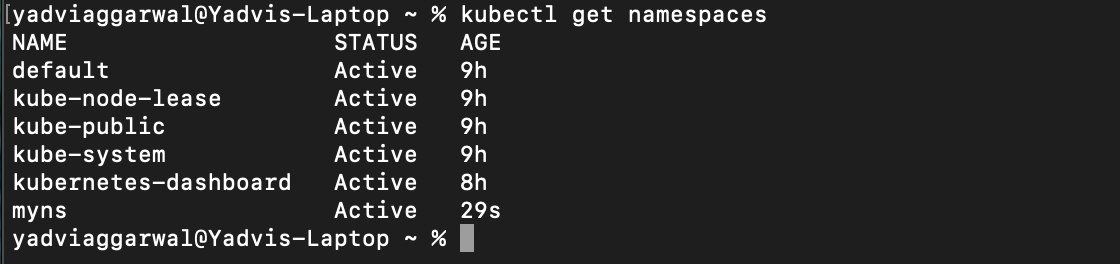 [yadviaggarwal@Yadvis-Laptop ~ % kubectl get namespaces
NAME                   STATUS   AGE
default                Active   9h
kube-node-lease        Active   9h
kube-public            Active   9h
kube-system            Active   9h
kubernetes-dashboard   Active   8h
myns                   Active   29s
yadviaggarwal@Yadvis-Laptop ~ %